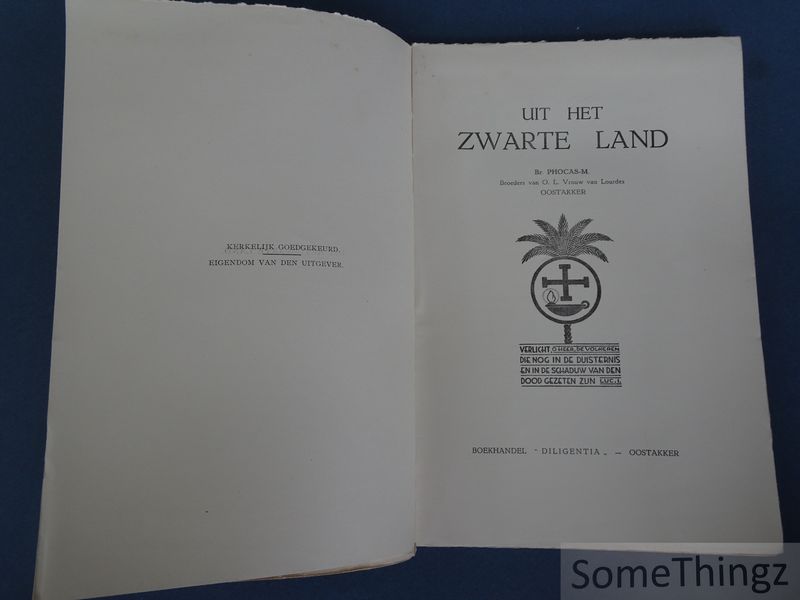 KERKELIJK GOEDGEKEURD.
EIGENDOM VAN DEN UITGEVER.
UIT HET
ZWARTE LAND
Br PHOCAS-M.
Broeders van O. L. Vrouw van Lourdes
OOSTAKKER
VERLICHT, O HEER, DE VOLKEREN
DIE NOG IN DE DUISTERNIS
EN IN DE SCHADUW VAN DEN
DOOD GEZETEN ZIJN LUC. I.
BOEKHANDEL " DILIGENTIA „ — OOSTAKKER
SomeThingz